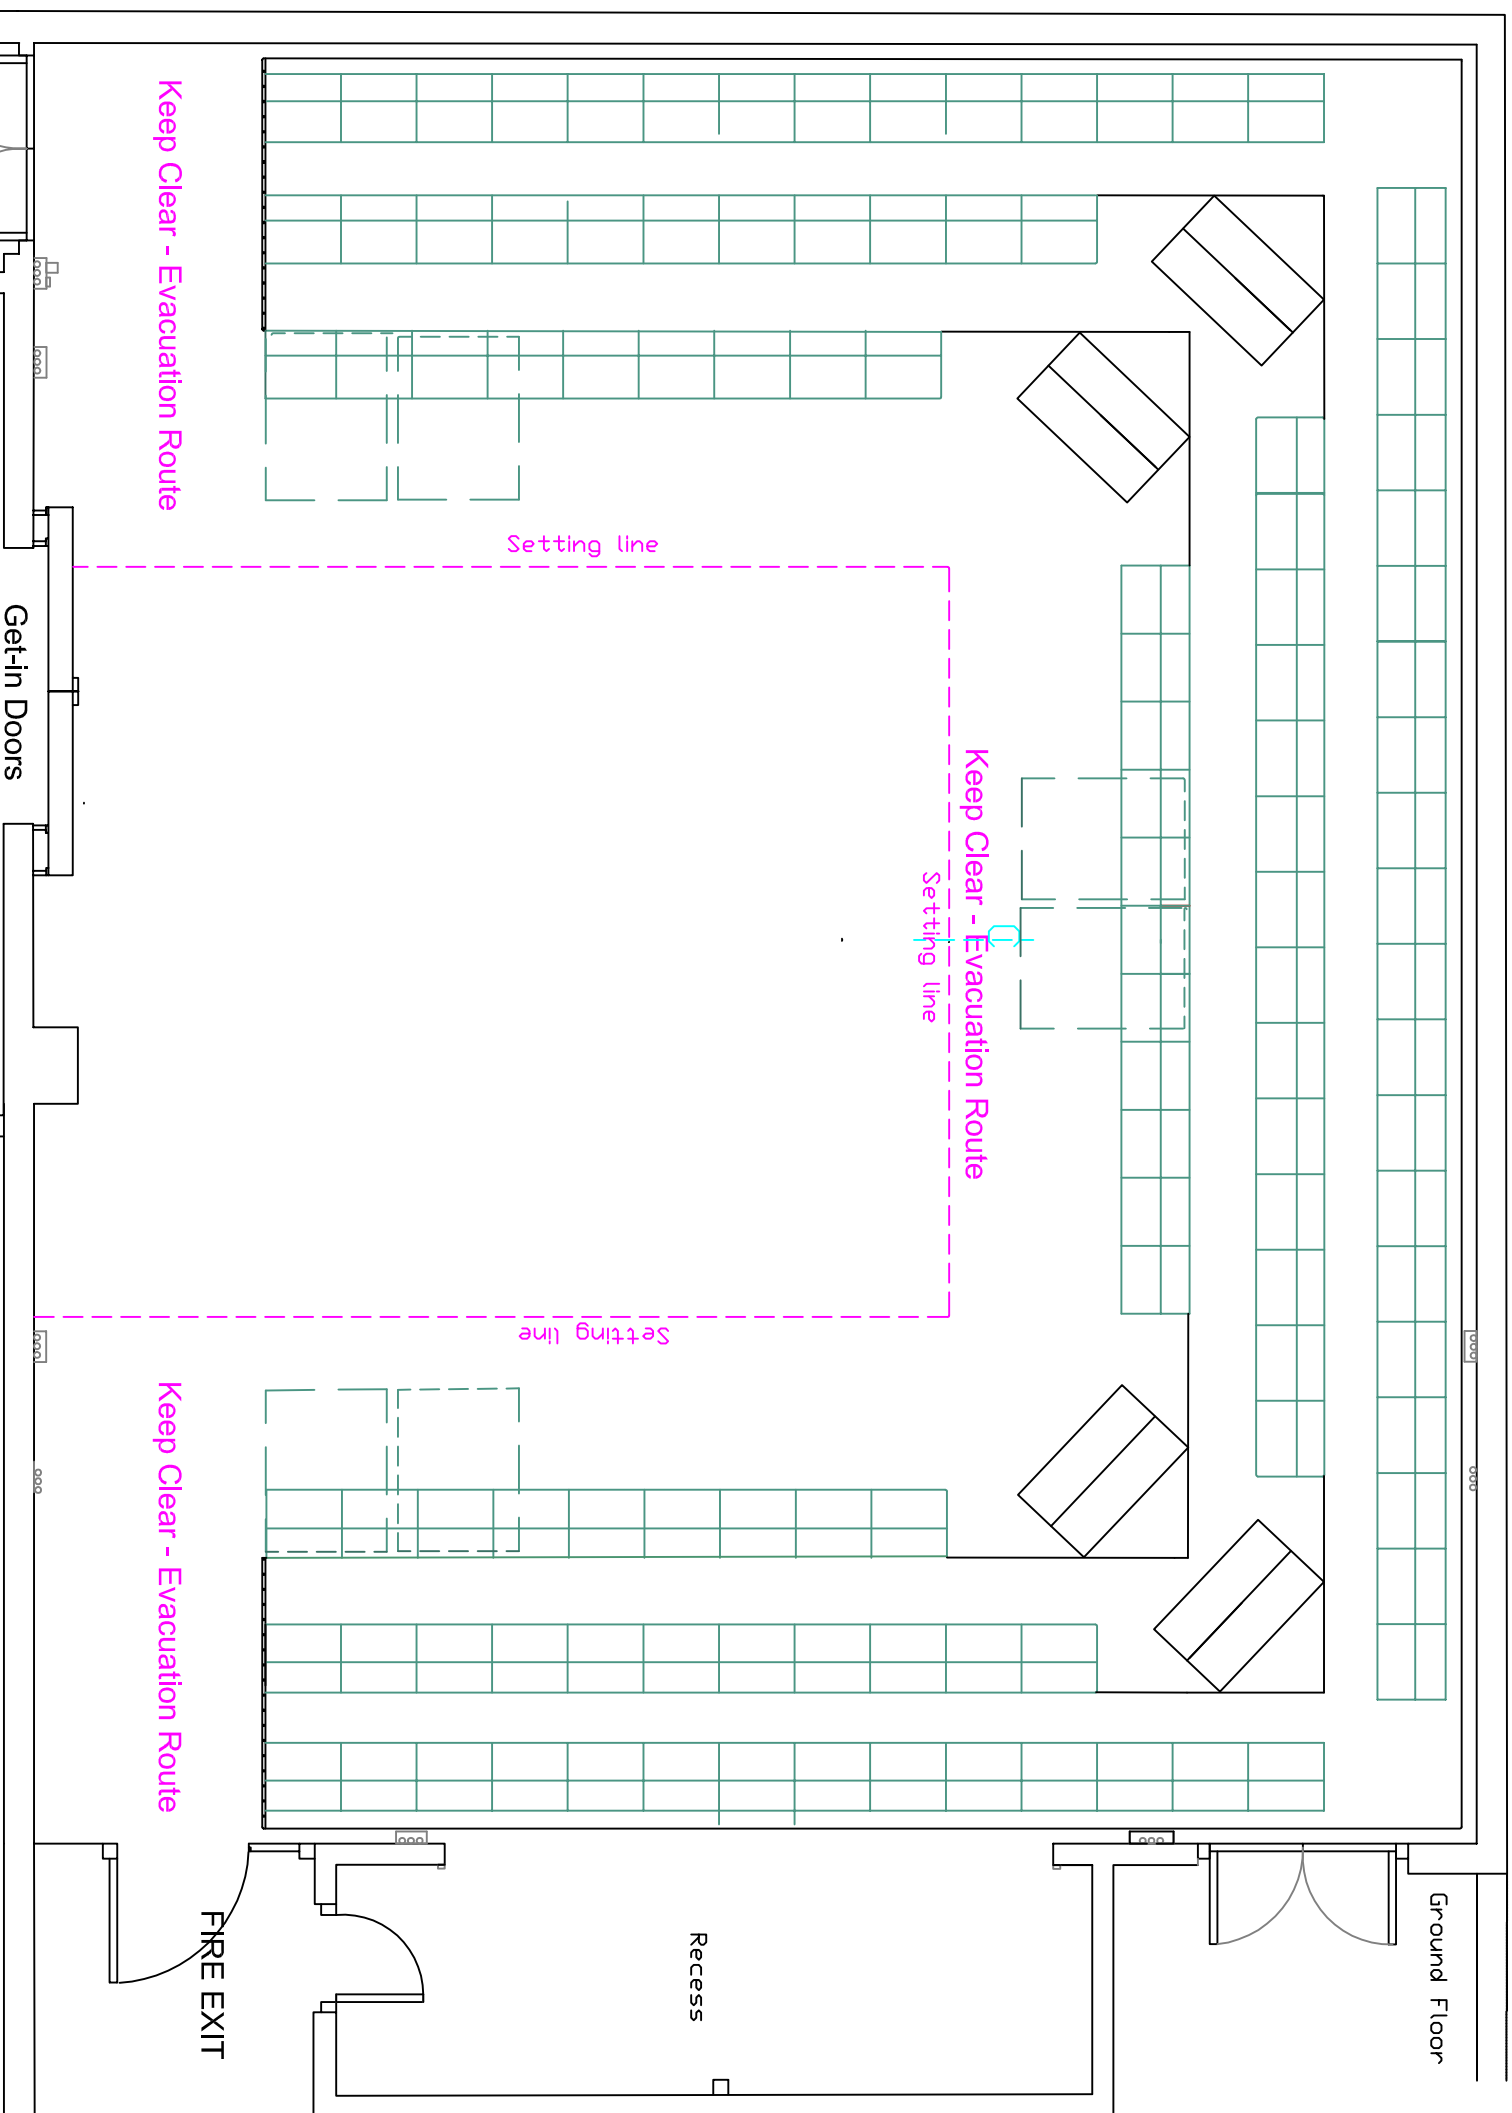 Keep Clear - Evacuation Route
Setting line
Get-in Doors
Keep Clear - Evacuation Route
Setting line
Setting line
Keep Clear - Evacuation Route
FIRE EXIT
Recess
Ground Floor